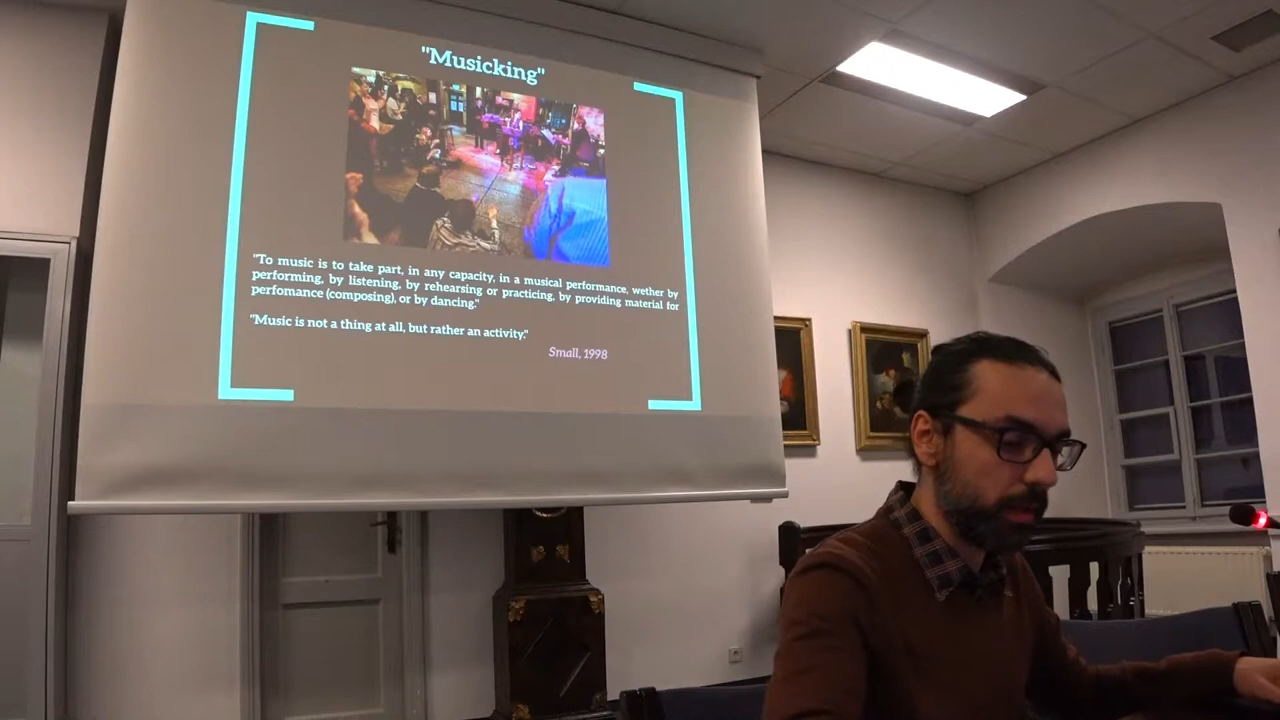 "Musicking"
"To music is to take part, in any capacity, in a musical performance, wether by
performing, by listening, by rehearsing or practicing, by providing material for
perfomance (composing), or by dancing."
"Music is not a thing at all, but rather an activity."
Small, 1998